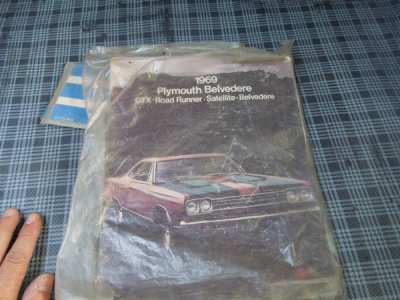 1969
Plymouth Belvedere
GTX·Road Runner·Satellite·Belvedere